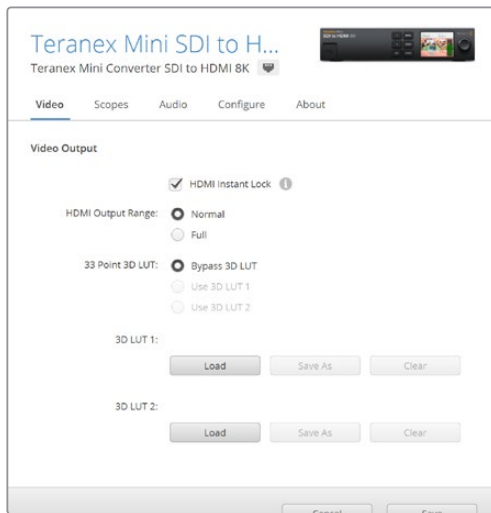 Teranex Mini SDI to H...
Teranex Mini Converter SDI to HDMI 8K
Video Scopes Audio Configure About
Video Output
HDMI Instant Lock
HDMI Output Range: Normal
Full
33 Point 3D LUT: Bypass 3D LUT
Use 3D LUT 1
Use 3D LUT 2
3D LUT 1:
Load Save As Clear
3D LUT 2:
Load Save As Clear
Cancel Save